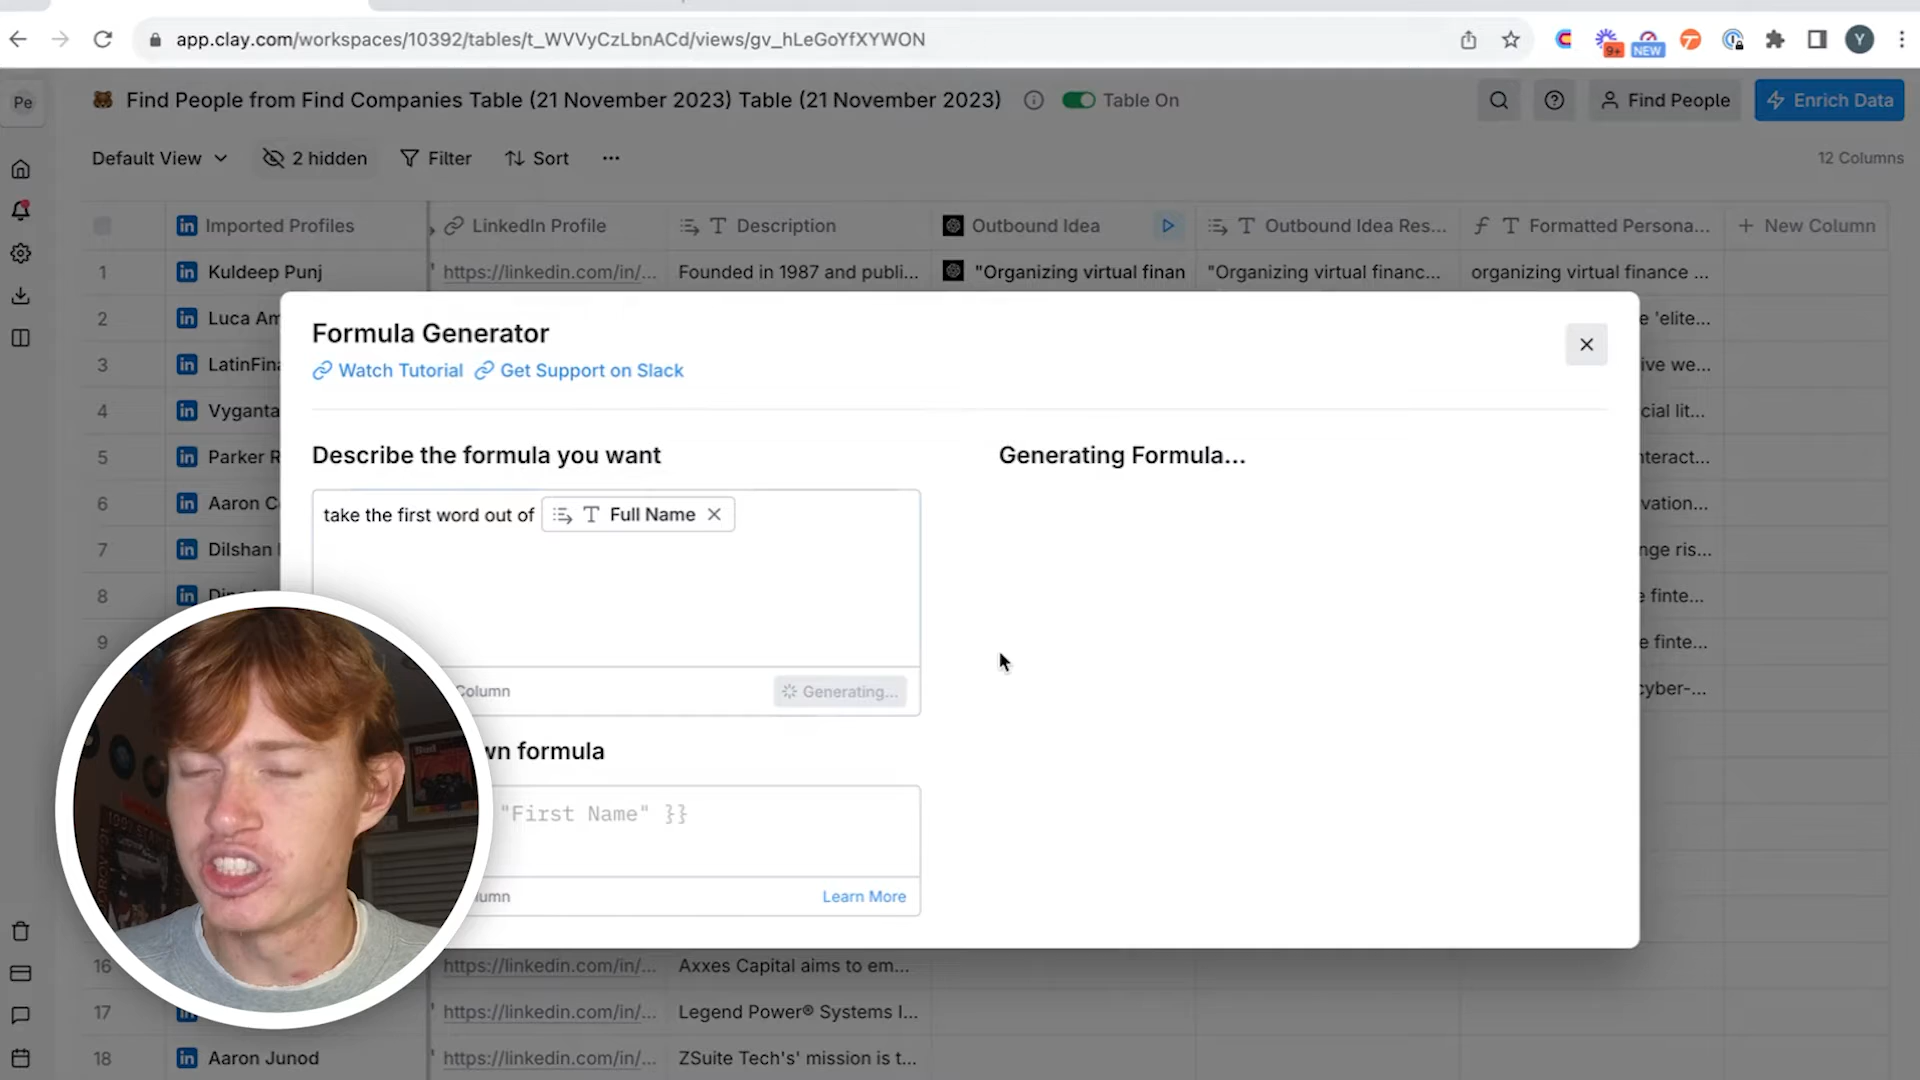 app.clay.com/workspaces/10392/tables/t_WVVyCzLbnACd/views/gv_hLeGoYfXYWON
9+
NEW
Y
Pe
Find People from Find Companies Table (21 November 2023) Table (21 November 2023)
Table On
Find People
Enrich Data
Default View
2 hidden
Filter
Sort
12 Columns
Imported Profiles
LinkedIn Profile
Description
Outbound Idea
Outbound Idea Res...
Formatted Persona...
+ New Column
1 Kuldeep Punj https://linkedin.com/in/... Founded in 1987 and publi... "Organizing virtual finan "Organizing virtual financ... organizing virtual finance ...
2 Luca Am e 'elite...
3 LatinFina ive we...
4 Vyganta cial lit...
5 Parker R nteract...
6 Aaron C vation...
7 Dilshan nge ris...
8 e finte...
9 e finte...
cyber-...
Formula Generator
Watch Tutorial
Get Support on Slack
Describe the formula you want
Generating Formula...
take the first word out of Full Name
Column
Generating...
wn formula
"First Name" }}
umn
Learn More
16 https://linkedin.com/in/... Axxes Capital aims to em...
17 https://linkedin.com/in/... Legend Power® Systems I...
18 Aaron Junod https://linkedin.com/in/... ZSuite Tech's' mission is t...